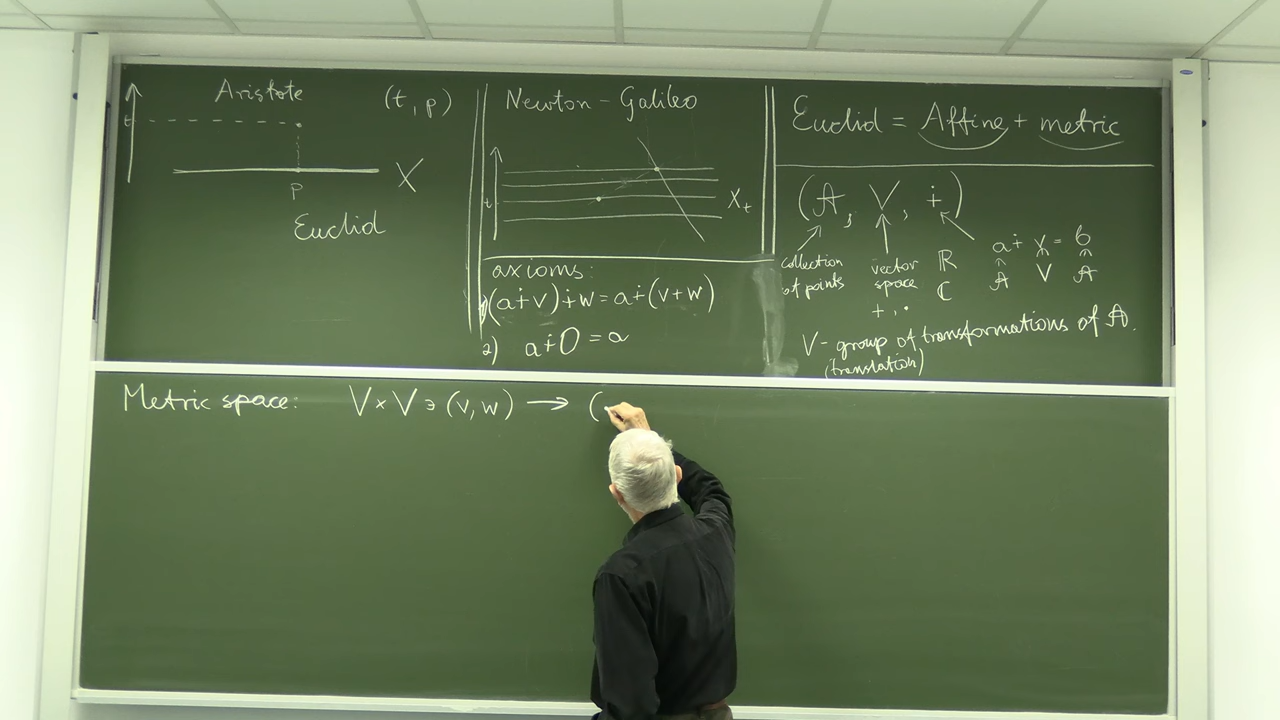 Aristote
(t, p)
t
p
X
Euclid
Newton – Galileo
t
X_t
axioms:
1) (a∔v)∔w = a∔(v+w)
2) a∔0 = a
Euclid = Affine + metric
(A, V, ∔)
collection of points
vector space
+, ·
ℝ
ℂ
a ∔ v = b
A V A
V – group of transformations of A.
(translation)
Metric space: V × V ∋ (v, w) → (